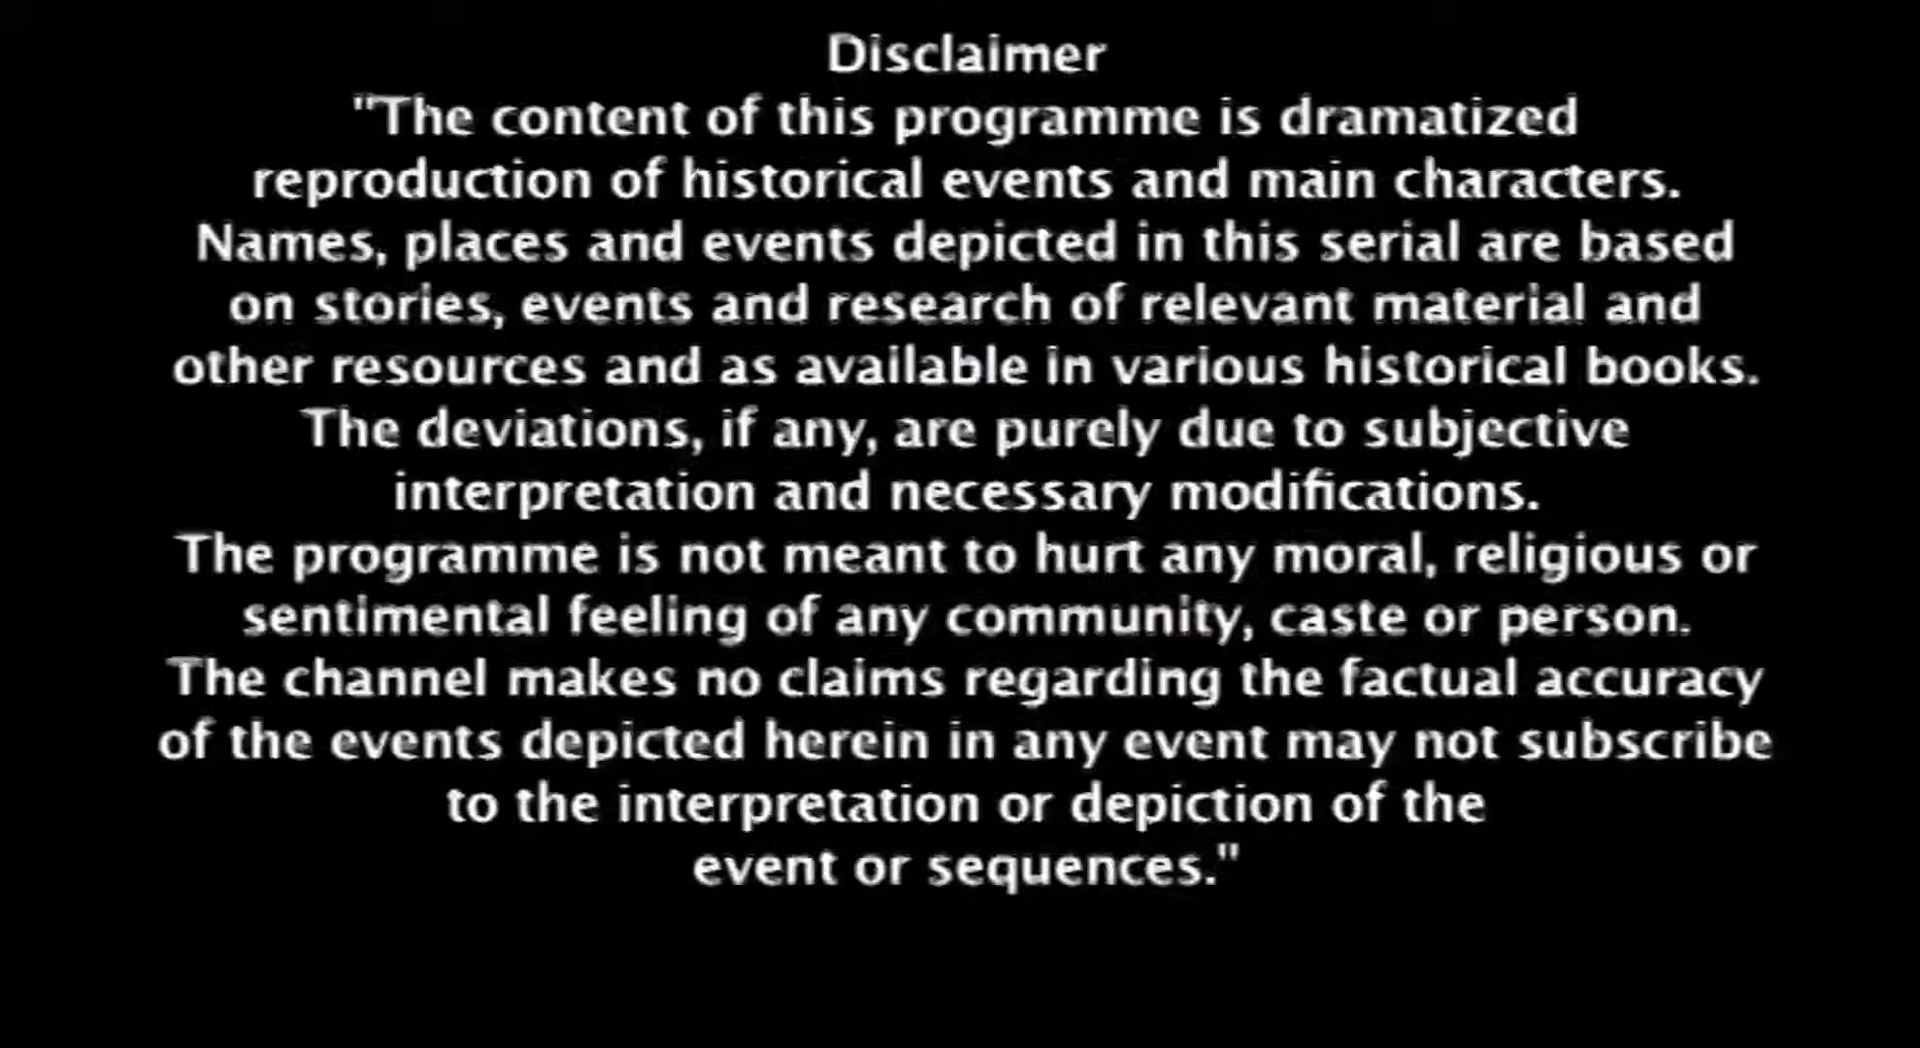 Disclaimer
"The content of this programme is dramatized
reproduction of historical events and main characters.
Names, places and events depicted in this serial are based
on stories, events and research of relevant material and
other resources and as available in various historical books.
The deviations, if any, are purely due to subjective
interpretation and necessary modifications.
The programme is not meant to hurt any moral, religious or
sentimental feeling of any community, caste or person.
The channel makes no claims regarding the factual accuracy
of the events depicted herein in any event may not subscribe
to the interpretation or depiction of the
event or sequences."